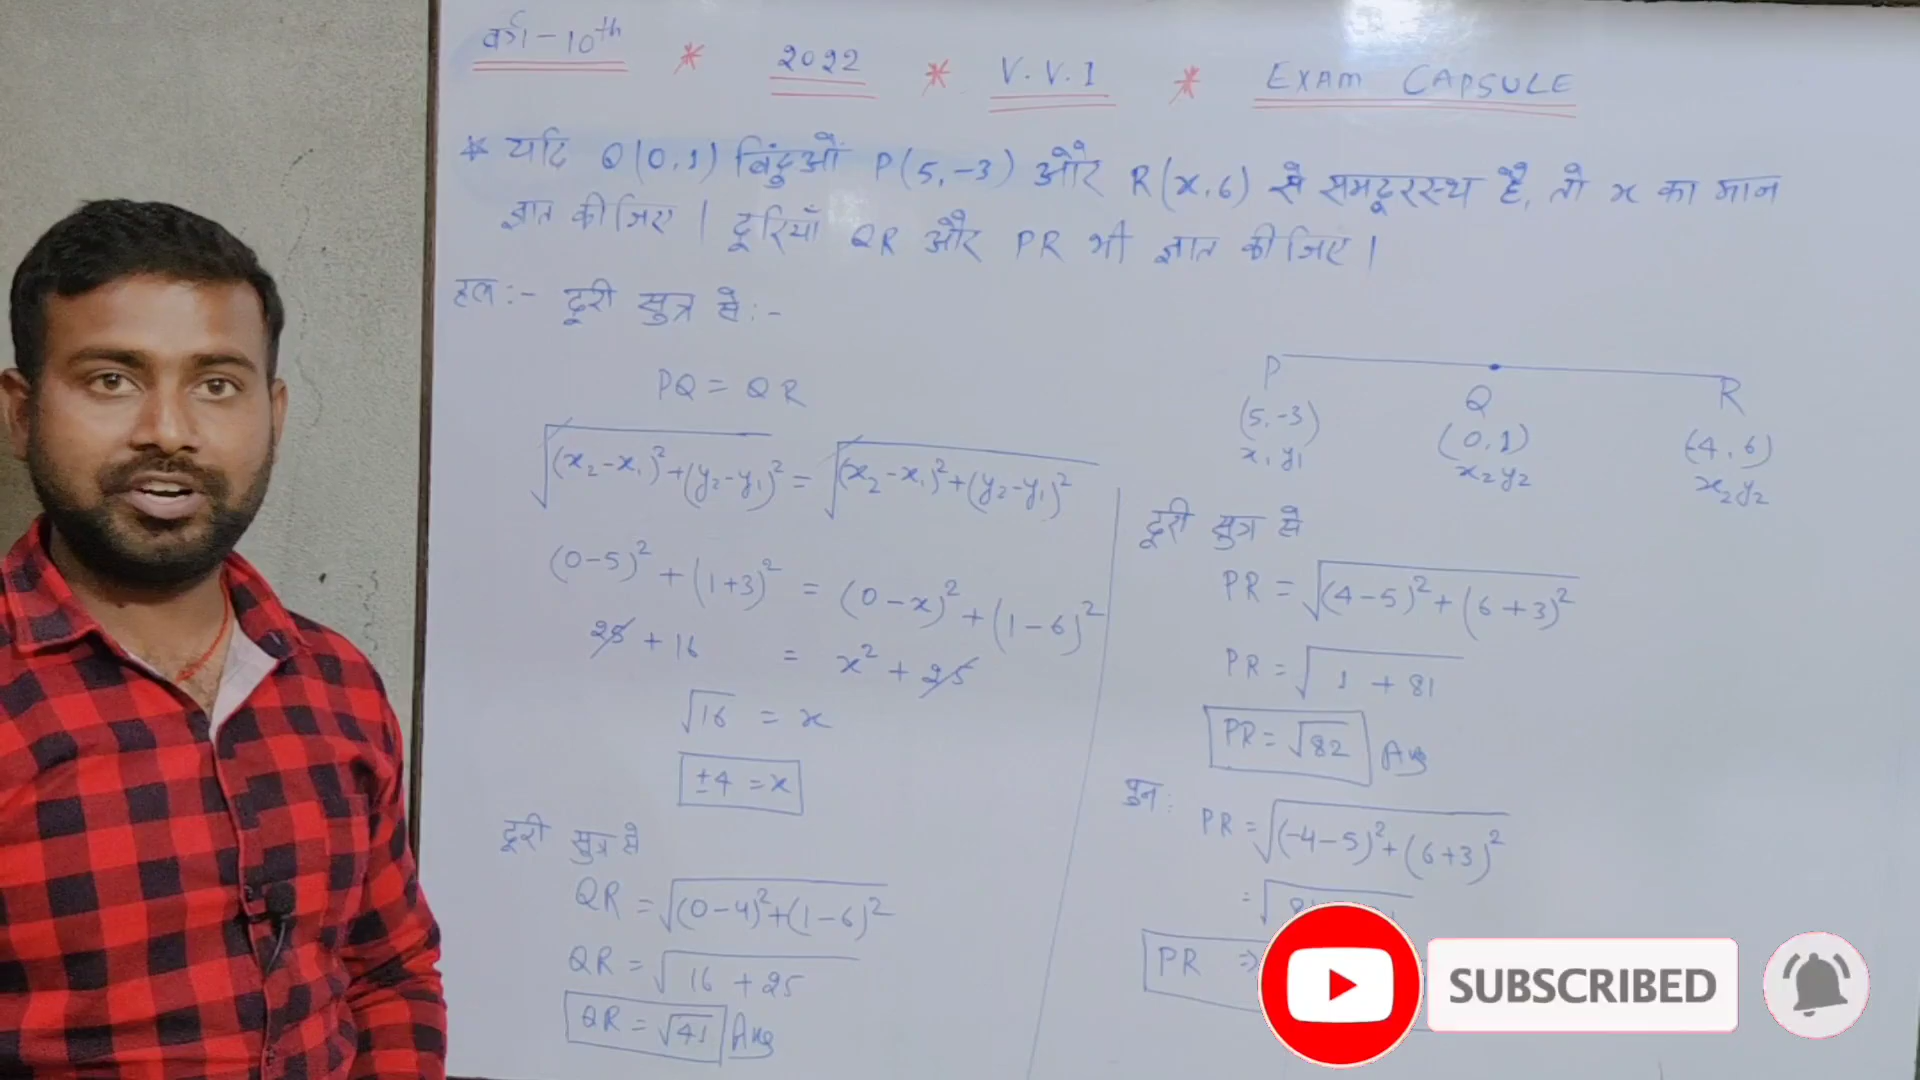 कक्षा-10th * 2022 * V.V.I * EXAM CAPSULE
* यदि Q(0,1) बिंदुओं P(5,-3) और R(x,6) से समदूरस्थ है, तो x का मान
ज्ञात कीजिए | दूरियाँ QR और PR भी ज्ञात कीजिए |
हल:- दूरी सुत्र से:-
PQ = QR
√(x₂-x₁)²+(y₂-y₁)² = √(x₂-x₁)²+(y₂-y₁)²
(0-5)² + (1+3)² = (0-x)² + (1-6)²
25 + 16 = x² + 25
√16 = x
±4 = x
दूरी सुत्र से
QR = √(0-4)²+(1-6)²
QR = √16 + 25
QR = √41 Ans
P Q R
(5,-3) (0,1) (-4,6)
x₁y₁ x₂y₂ x₂y₂
दूरी सुत्र से
PR = √(4-5)²+(6+3)²
PR = √1 + 81
PR = √82 Ans
पुन:
PR = √(-4-5)²+(6+3)²
PR ⇒
SUBSCRIBED